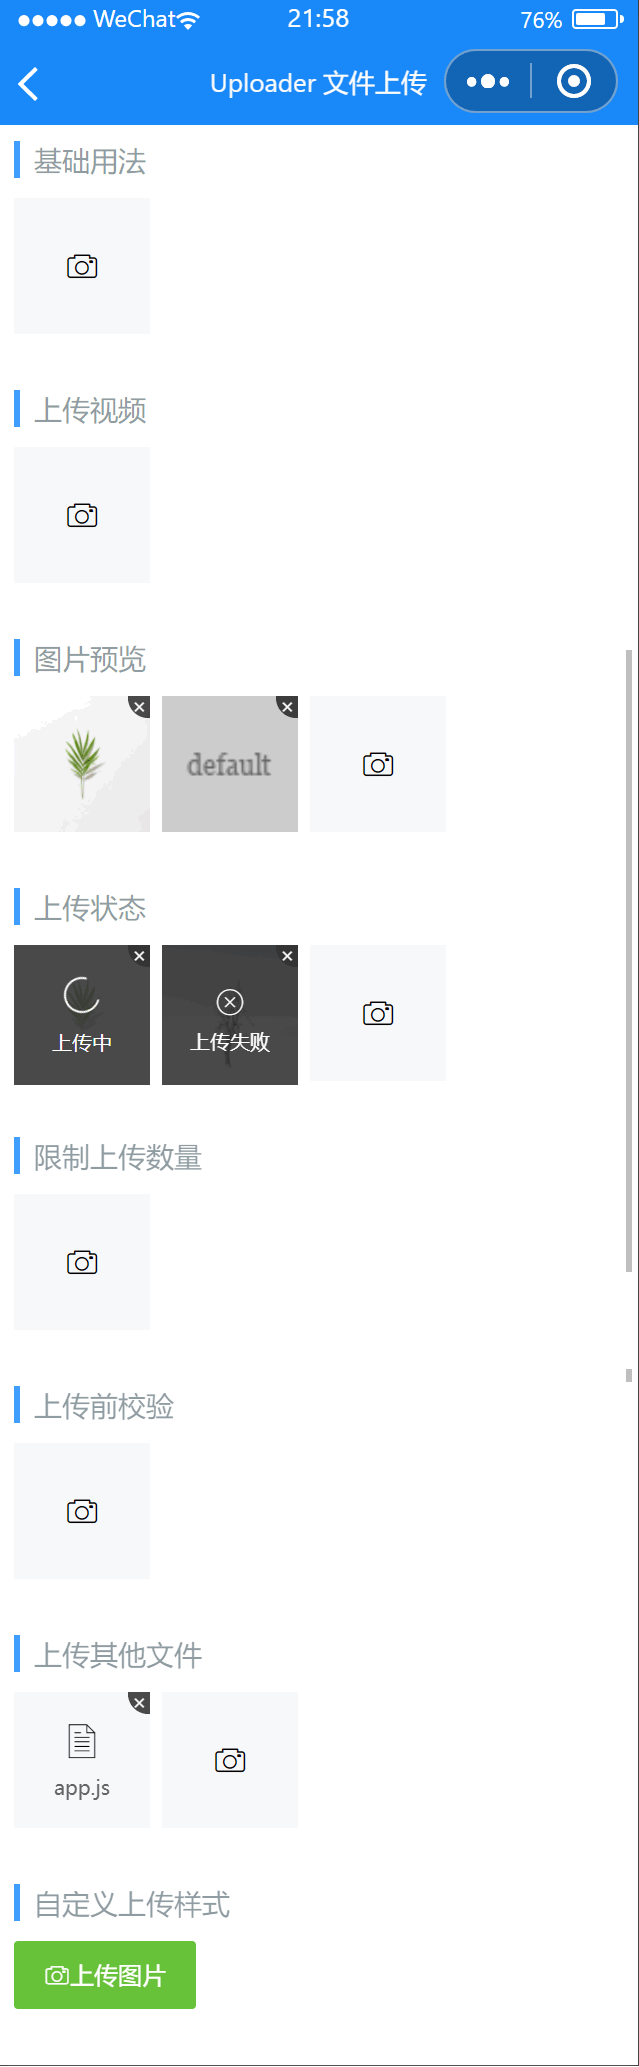 ●●●●● WeChat 21:58 76%
Uploader 文件上传
基础用法
上传视频
图片预览
default
上传状态
上传中 上传失败
限制上传数量
上传前校验
上传其他文件
app.js
自定义上传样式
上传图片